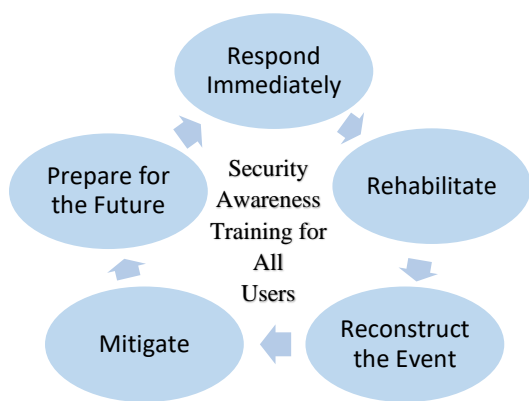 Respond
Immediately
Rehabilitate
Reconstruct
the Event
Mitigate
Prepare for
the Future
Security
Awareness
Training for
All
Users